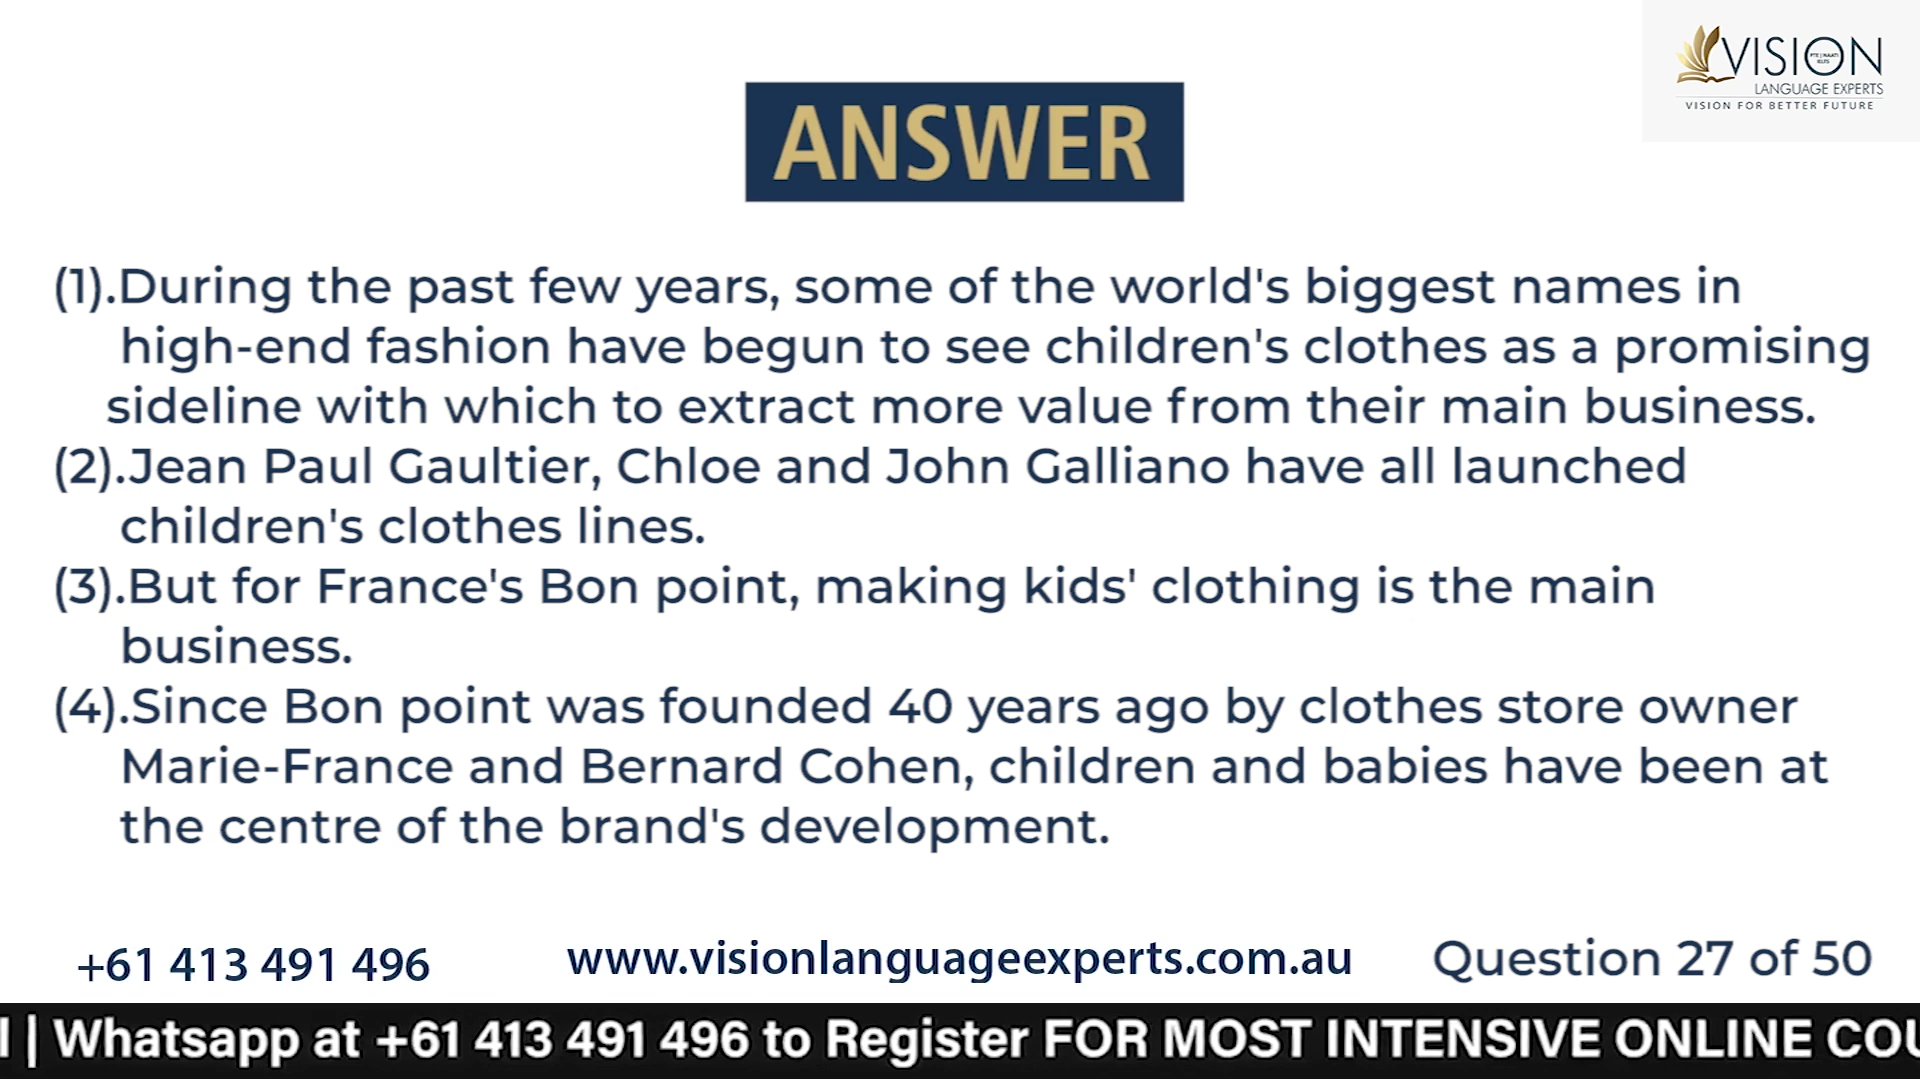 VISION
LANGUAGE EXPERTS
VISION FOR BETTER FUTURE
ANSWER
(1).During the past few years, some of the world's biggest names in
high-end fashion have begun to see children's clothes as a promising
sideline with which to extract more value from their main business.
(2).Jean Paul Gaultier, Chloe and John Galliano have all launched
children's clothes lines.
(3).But for France's Bon point, making kids' clothing is the main
business.
(4).Since Bon point was founded 40 years ago by clothes store owner
Marie-France and Bernard Cohen, children and babies have been at
the centre of the brand's development.
+61 413 491 496
www.visionlanguageexperts.com.au
Question 27 of 50
l | Whatsapp at +61 413 491 496 to Register FOR MOST INTENSIVE ONLINE COU